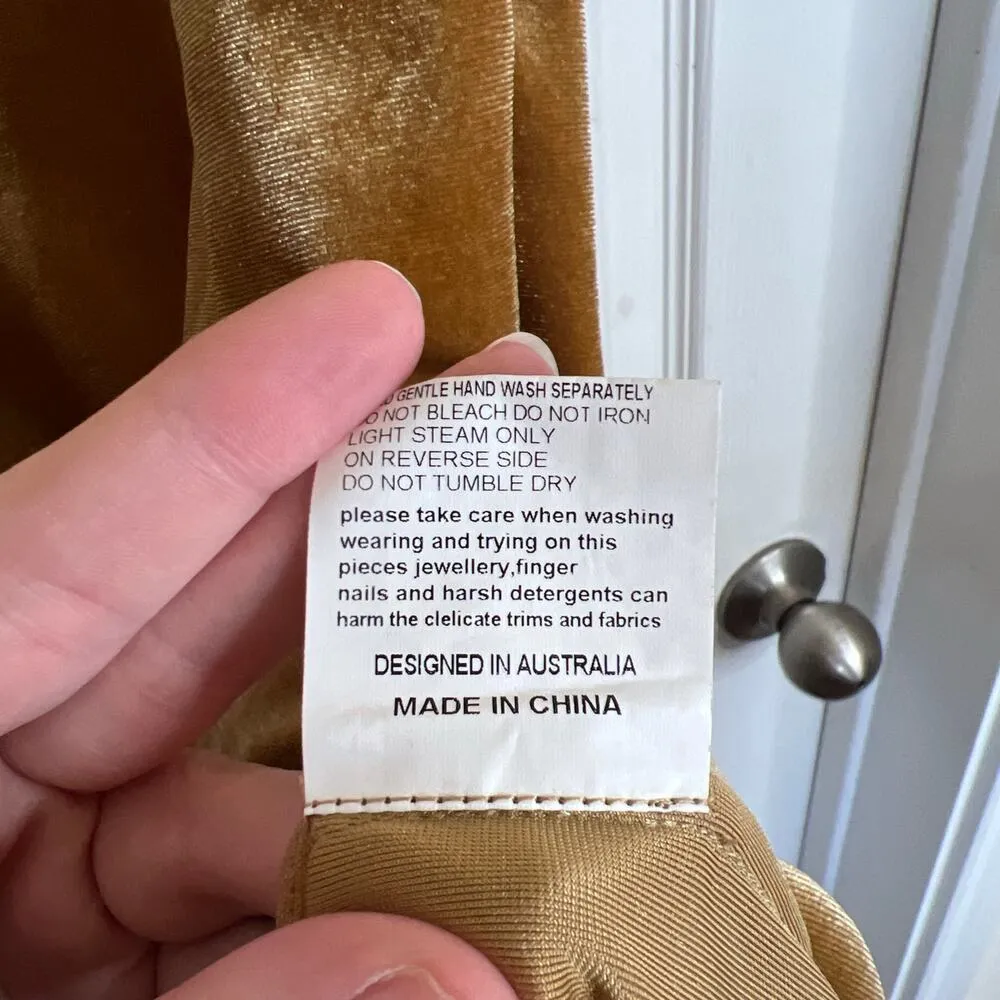 GENTLE HAND WASH SEPARATELY
DO NOT BLEACH DO NOT IRON
LIGHT STEAM ONLY
ON REVERSE SIDE
DO NOT TUMBLE DRY
please take care when washing
wearing and trying on this
pieces jewellery,finger
nails and harsh detergents can
harm the clelicate trims and fabrics
DESIGNED IN AUSTRALIA
MADE IN CHINA